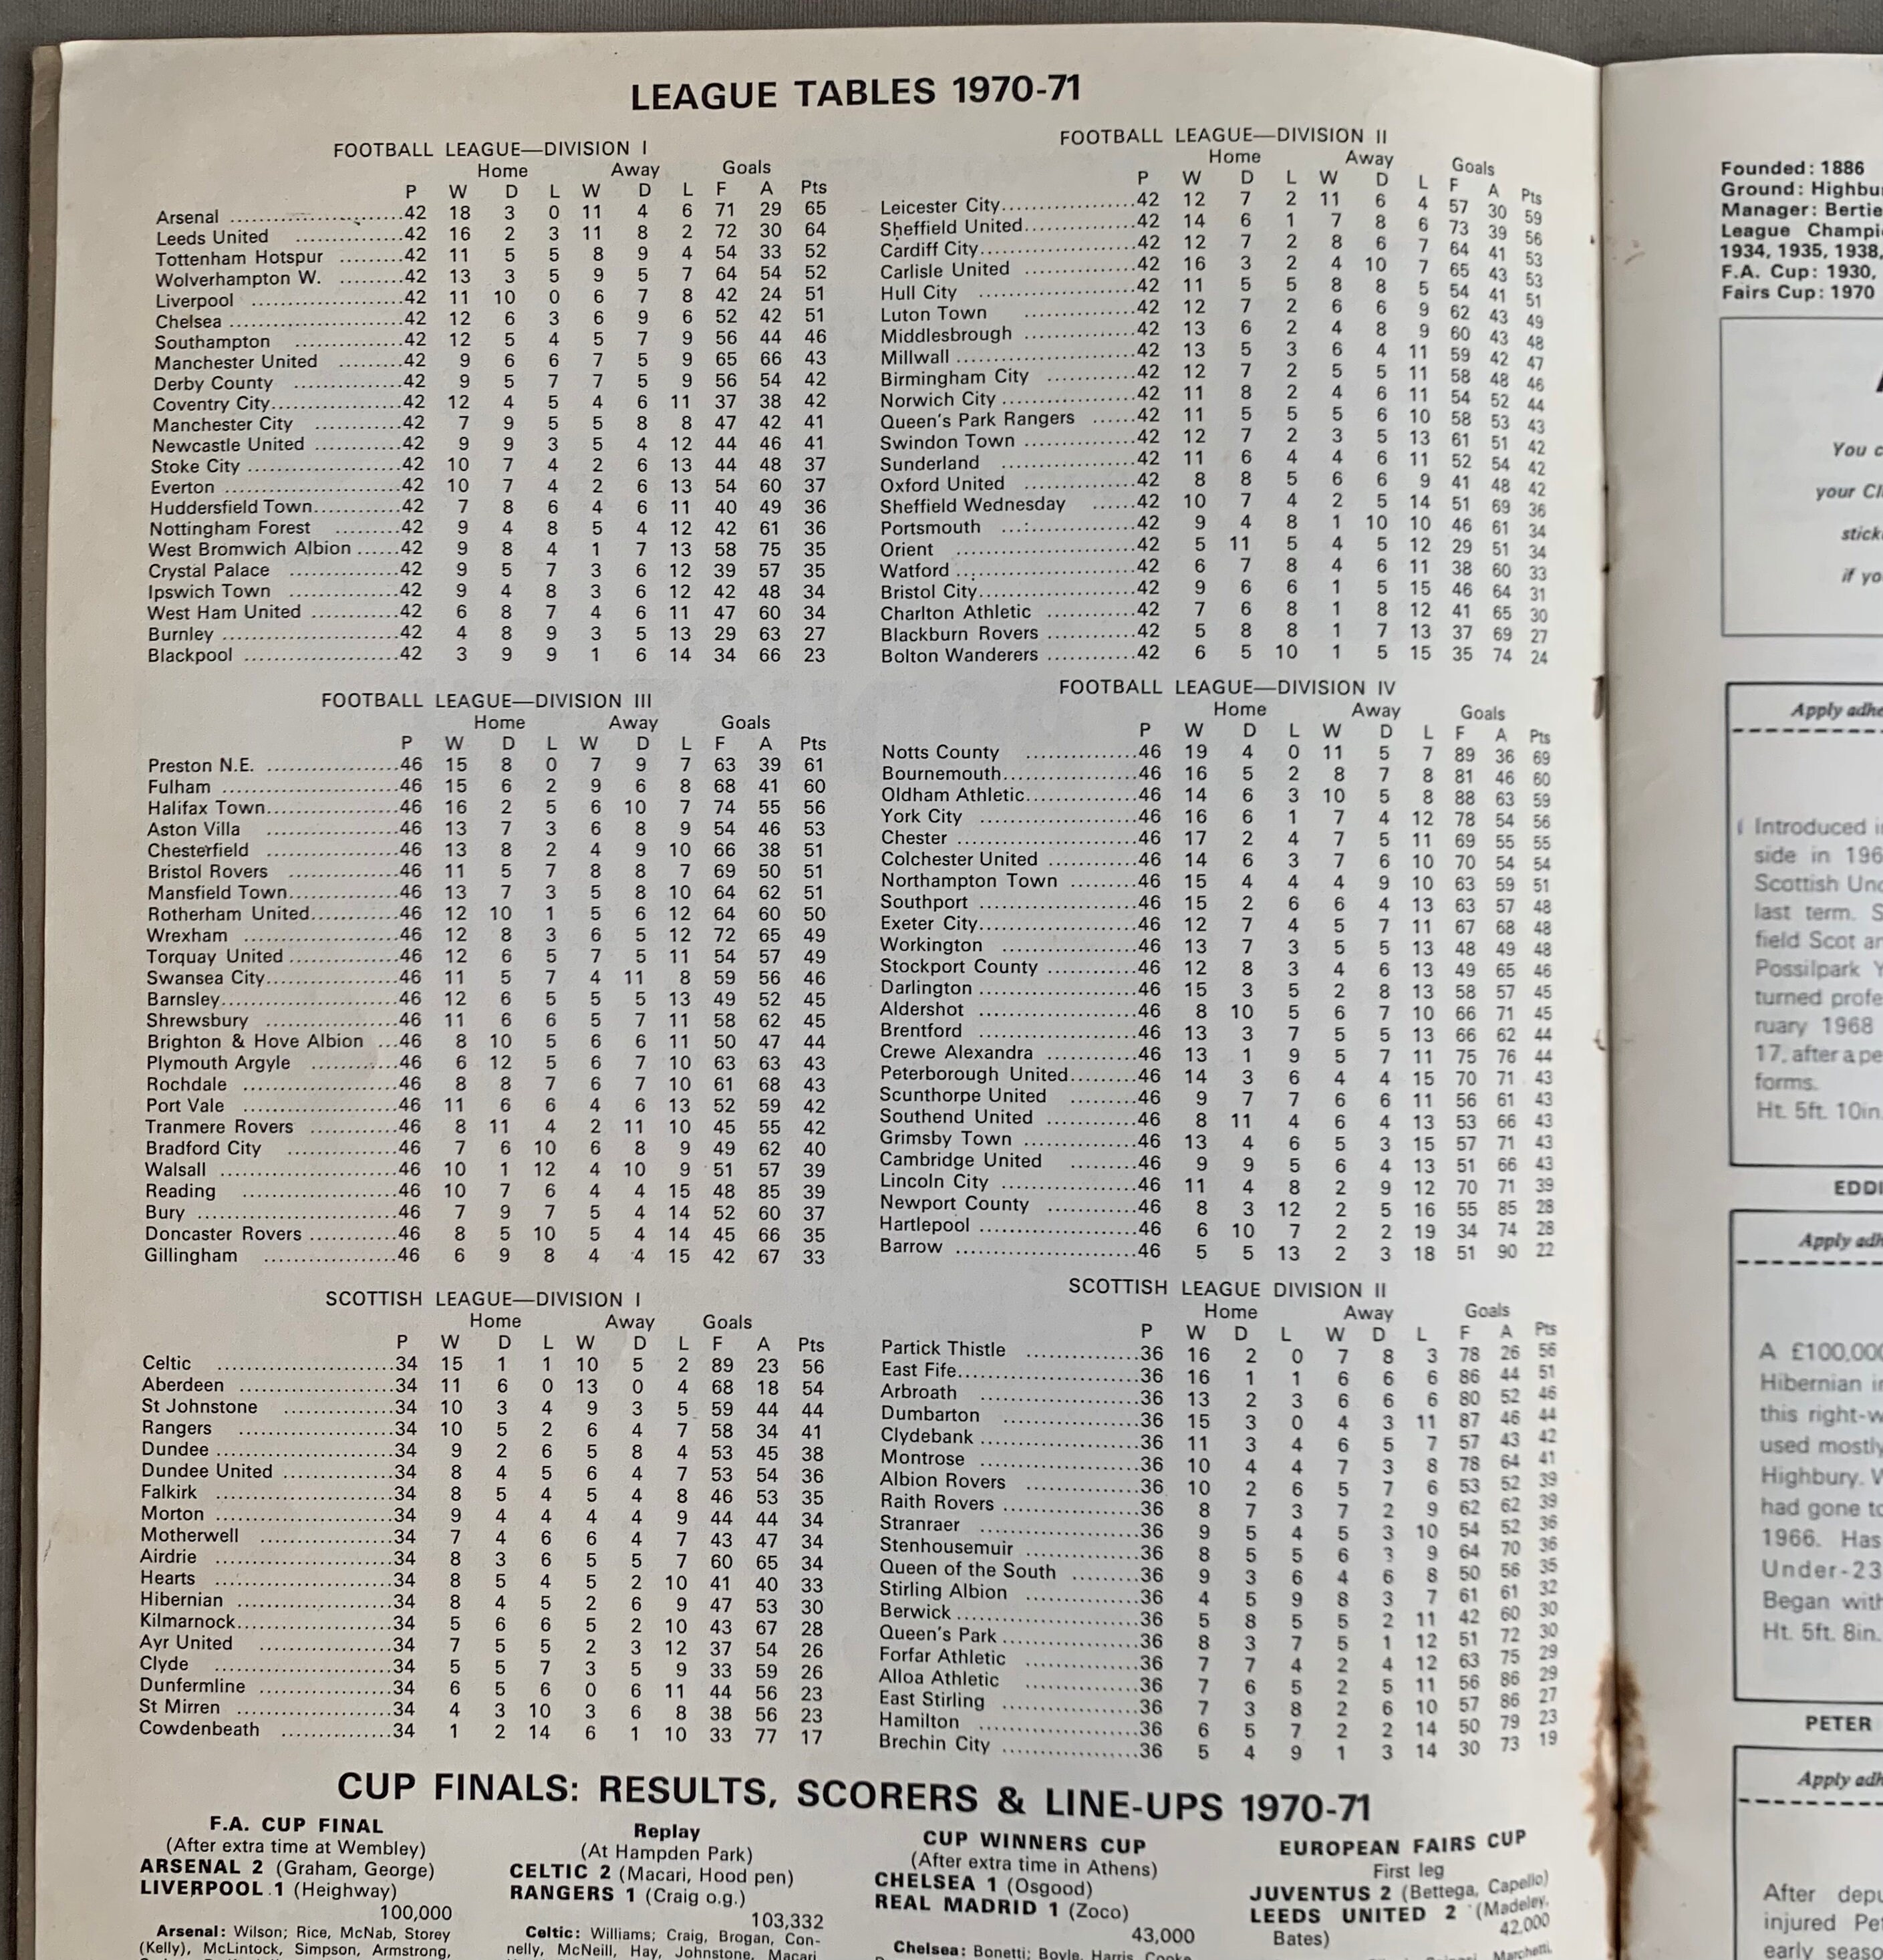 LEAGUE TABLES 1970-71
FOOTBALL LEAGUE—DIVISION I
Home Away Goals
P W D L W D L F A Pts
Arsenal ..........................42 18 3 0 11 4 6 71 29 65
Leeds United ................42 16 2 3 11 8 2 72 30 64
Tottenham Hotspur .........42 11 5 5 8 9 4 54 33 52
Wolverhampton W. .........42 13 3 5 9 5 7 64 54 52
Liverpool ......................42 11 10 0 6 7 8 42 24 51
Chelsea ..........................42 12 6 3 6 9 6 52 42 51
Southampton ................42 12 5 4 5 7 9 56 44 46
Manchester United .........42 9 6 6 7 5 9 65 66 43
Derby County ................42 9 5 7 7 5 9 56 54 42
Coventry City....................42 12 4 5 4 6 11 37 38 42
Manchester City ............42 7 9 5 5 8 8 47 42 41
Newcastle United ............42 9 9 3 5 4 12 44 46 41
Stoke City ......................42 10 7 4 2 6 13 44 48 37
Everton ..........................42 10 7 4 2 6 13 54 60 37
Huddersfield Town............42 7 8 6 4 6 11 40 49 36
Nottingham Forest .........42 9 4 8 5 4 12 42 61 36
West Bromwich Albion ......42 9 8 4 1 7 13 58 75 35
Crystal Palace ................42 9 5 7 3 6 12 39 57 35
Ipswich Town ................42 9 4 8 3 6 12 42 48 34
West Ham United ............42 6 8 7 4 6 11 47 60 34
Burnley ..........................42 4 8 9 3 5 13 29 63 27
Blackpool ......................42 3 9 9 1 6 14 34 66 23
FOOTBALL LEAGUE—DIVISION II
Home Away Goals
P W D L W D L F A Pts
Leicester City....................42 12 7 2 11 6 4 57 30 59
Sheffield United................42 14 6 1 7 8 6 73 39 56
Cardiff City......................42 12 7 2 8 6 7 64 41 53
Carlisle United ................42 16 3 2 4 10 7 65 43 53
Hull City ......................42 11 5 5 8 8 5 54 41 51
Luton Town ................42 12 7 2 6 6 9 62 43 49
Middlesbrough ................42 13 6 2 4 8 9 60 43 48
Millwall ..........................42 13 5 3 6 4 11 59 42 47
Birmingham City ............42 12 7 2 5 5 11 58 48 46
Norwich City ....................42 11 8 2 4 6 11 54 52 44
Queen's Park Rangers ......42 11 5 5 5 6 10 58 53 43
Swindon Town ................42 12 7 2 3 5 13 61 51 42
Sunderland ................42 11 6 4 4 6 11 52 54 42
Oxford United ................42 8 8 5 6 6 9 41 48 42
Sheffield Wednesday ......42 10 7 4 2 5 14 51 69 36
Portsmouth ................42 9 4 8 1 10 10 46 61 34
Orient ..........................42 5 11 5 4 5 12 29 51 34
Watford ..........................42 6 7 8 4 6 11 38 60 33
Bristol City......................42 9 6 6 1 5 15 46 64 31
Charlton Athletic ............42 7 6 8 1 8 12 41 65 30
Blackburn Rovers ............42 5 8 8 1 7 13 37 69 27
Bolton Wanderers ............42 6 5 10 1 5 15 35 74 24
FOOTBALL LEAGUE—DIVISION III
Home Away Goals
P W D L W D L F A Pts
Preston N.E. ....................46 15 8 0 7 9 7 63 39 61
Fulham ..........................46 15 6 2 9 6 8 68 41 60
Halifax Town....................46 16 2 5 6 10 7 74 55 56
Aston Villa ....................46 13 7 3 6 8 9 54 46 53
Chesterfield ....................46 13 8 2 4 9 10 66 38 51
Bristol Rovers ................46 11 5 7 8 8 7 69 50 51
Mansfield Town................46 13 7 3 5 8 10 64 62 51
Rotherham United............46 12 10 1 5 6 12 64 60 50
Wrexham ......................46 12 8 3 6 5 12 72 65 49
Torquay United ................46 12 6 5 7 5 11 54 57 49
Swansea City....................46 11 5 7 4 11 8 59 56 46
Barnsley..........................46 12 6 5 5 5 13 49 52 45
Shrewsbury ....................46 11 6 6 5 7 11 58 62 45
Brighton & Hove Albion ...46 8 10 5 6 6 11 50 47 44
Plymouth Argyle ............46 6 12 5 6 7 10 63 63 43
Rochdale ......................46 8 8 7 6 7 10 61 68 43
Port Vale ......................46 11 6 6 4 6 13 52 59 42
Tranmere Rovers ............46 8 11 4 2 11 10 45 55 42
Bradford City ................46 7 6 10 6 8 9 49 62 40
Walsall ..........................46 10 1 12 4 10 9 51 57 39
Reading ......................46 10 7 6 4 4 15 48 85 39
Bury ..............................46 7 9 7 5 4 14 52 60 37
Doncaster Rovers ............46 8 5 10 5 4 14 45 66 35
Gillingham ....................46 6 9 8 4 4 15 42 67 33
FOOTBALL LEAGUE—DIVISION IV
Home Away Goals
P W D L W D L F A Pts
Notts County ................46 19 4 0 11 5 7 89 36 69
Bournemouth....................46 16 5 2 8 7 8 81 46 60
Oldham Athletic................46 14 6 3 10 5 8 88 63 59
York City ......................46 16 6 1 7 4 12 78 54 56
Chester ..........................46 17 2 4 7 5 11 69 55 55
Colchester United ............46 14 6 3 7 6 10 70 54 54
Northampton Town .........46 15 4 4 4 9 10 63 59 51
Southport ......................46 15 2 6 6 4 13 63 57 48
Exeter City......................46 12 7 4 5 7 11 67 68 48
Workington ....................46 13 7 3 5 5 13 48 49 48
Stockport County ............46 12 8 3 4 6 13 49 65 46
Darlington ......................46 15 3 5 2 8 13 58 57 45
Aldershot ......................46 8 10 5 6 7 10 66 71 45
Brentford ......................46 13 3 7 5 5 13 66 62 44
Crewe Alexandra ............46 13 1 9 5 7 11 75 76 44
Peterborough United.........46 14 3 6 4 4 15 70 71 43
Scunthorpe United .........46 9 7 7 6 6 11 56 61 43
Southend United ............46 8 11 4 6 4 13 53 66 43
Grimsby Town ................46 13 4 6 5 3 15 57 71 43
Cambridge United .........46 9 9 5 6 4 13 51 66 43
Lincoln City ....................46 11 4 8 2 9 12 70 71 39
Newport County ............46 8 3 12 2 5 16 55 85 28
Hartlepool ......................46 6 10 7 2 2 19 34 74 28
Barrow ..........................46 5 5 13 2 3 18 51 90 22
SCOTTISH LEAGUE—DIVISION I
Home Away Goals
P W D L W D L F A Pts
Celtic ..........................34 15 1 1 10 5 2 89 23 56
Aberdeen ......................34 11 6 0 13 0 4 68 18 54
St Johnstone ................34 10 3 4 9 3 5 59 44 44
Rangers ......................34 10 5 2 6 4 7 58 34 41
Dundee ..........................34 9 2 6 5 8 4 53 45 38
Dundee United ................34 8 4 5 6 4 7 53 54 36
Falkirk ..........................34 8 5 4 5 4 8 46 53 35
Morton ..........................34 9 4 4 4 4 9 44 44 34
Motherwell ....................34 7 4 6 6 4 7 43 47 34
Airdrie ..........................34 8 3 6 5 5 7 60 65 34
Hearts ..........................34 8 5 4 5 2 10 41 40 33
Hibernian ......................34 8 4 5 2 6 9 47 53 30
Kilmarnock......................34 5 6 6 5 2 10 43 67 28
Ayr United ....................34 7 5 5 2 3 12 37 54 26
Clyde ..........................34 5 5 7 3 5 9 33 59 26
Dunfermline ....................34 6 5 6 0 6 11 44 56 23
St Mirren ......................34 4 3 10 3 6 8 38 56 23
Cowdenbeath ................34 1 2 14 6 1 10 33 77 17
SCOTTISH LEAGUE DIVISION II
Home Away Goals
P W D L W D L F A Pts
Partick Thistle ................36 16 2 0 7 8 3 78 26 56
East Fife..........................36 16 1 1 6 6 6 86 44 51
Arbroath ......................36 13 2 3 6 6 6 80 52 46
Dumbarton ....................36 15 3 0 4 3 11 87 46 44
Clydebank ......................36 11 3 4 6 5 7 57 43 42
Montrose ......................36 10 4 4 7 3 8 78 64 41
Albion Rovers ................36 10 2 6 5 7 6 53 52 39
Raith Rovers ....................36 8 7 3 7 2 9 62 62 39
Stranraer ......................36 9 5 4 5 3 10 54 52 36
Stenhousemuir ................36 8 5 5 6 3 9 64 70 36
Queen of the South .........36 9 3 6 4 6 8 50 56 35
Stirling Albion ................36 4 5 9 8 3 7 61 61 32
Berwick ..........................36 5 8 5 5 2 11 42 60 30
Queen's Park ....................36 8 3 7 5 1 12 51 72 30
Forfar Athletic ................36 7 7 4 2 4 12 63 75 29
Alloa Athletic ................36 7 6 5 2 5 11 56 86 29
East Stirling ....................36 7 3 8 2 6 10 57 86 27
Hamilton ......................36 6 5 7 2 2 14 50 79 23
Brechin City ....................36 5 4 9 1 3 14 30 73 19
CUP FINALS: RESULTS, SCORERS & LINE-UPS 1970-71
F.A. CUP FINAL
(After extra time at Wembley)
ARSENAL 2 (Graham, George)
LIVERPOOL 1 (Heighway)
100,000
Arsenal: Wilson; Rice, McNab, Storey
(Kelly), McLintock, Simpson, Armstrong,
Replay
(At Hampden Park)
CELTIC 2 (Macari, Hood pen)
RANGERS 1 (Craig o.g.)
103,332
Celtic: Williams; Craig, Brogan, Con-
nelly, McNeill, Hay, Johnstone, Macari
CUP WINNERS CUP
(After extra time in Athens)
CHELSEA 1 (Osgood)
REAL MADRID 1 (Zoco)
43,000
Chelsea: Bonetti; Boyle, Harris, Cooke
EUROPEAN FAIRS CUP
First leg
JUVENTUS 2 (Bettega, Capello)
LEEDS UNITED 2 (Madeley,
Bates) 42,000
Marchetti,
Founded: 1886
Ground: Highbu
Manager: Bertie
League Champi
1934, 1935, 1938,
F.A. Cup: 1930,
Fairs Cup: 1970
You c
your Cl
stick
if yo
Apply adhe
Introduced i
side in 196
Scottish Und
last term. S
field Scot an
Possilpark Y
turned profe
ruary 1968
17, after a pe
forms.
Ht. 5ft. 10in.
EDDI
Apply adh
A £100,000
Hibernian in
this right-w
used mostly
Highbury. W
had gone to
1966. Has
Under-23
Began with
Ht. 5ft. 8in.
PETER
Apply adh
After depu
injured Pet
early seaso